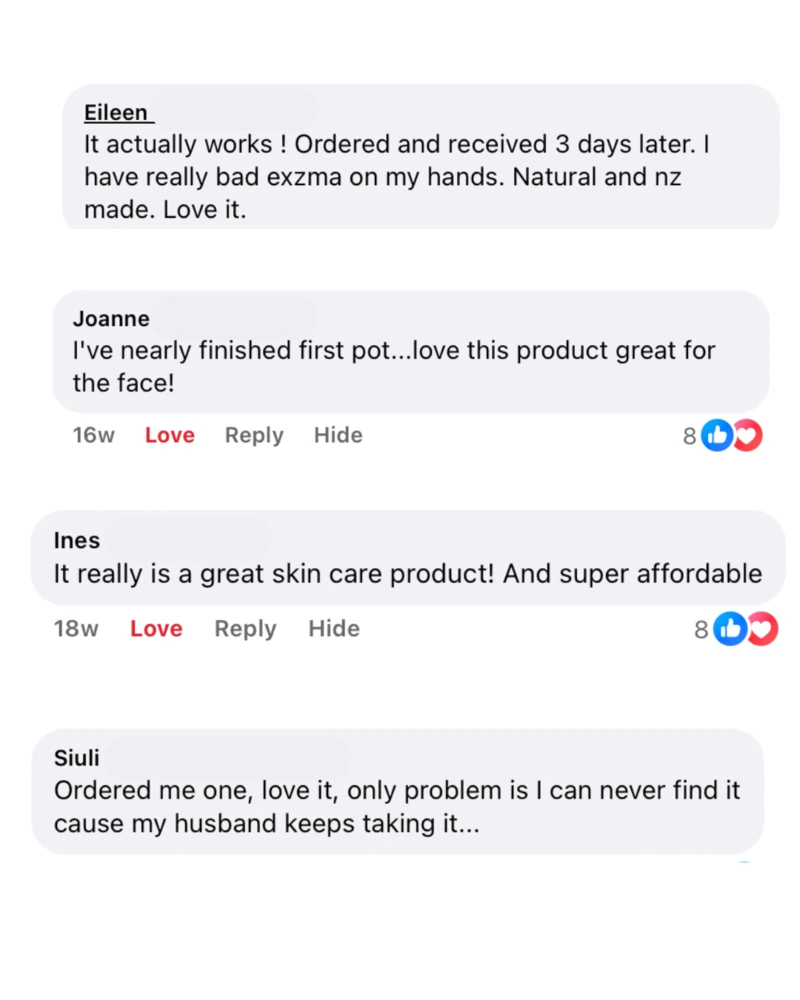 Eileen
It actually works ! Ordered and received 3 days later. I
have really bad exzma on my hands. Natural and nz
made. Love it.
Joanne
I've nearly finished first pot...love this product great for
the face!
16w Love Reply Hide 8
Ines
It really is a great skin care product! And super affordable
18w Love Reply Hide 8
Siuli
Ordered me one, love it, only problem is I can never find it
cause my husband keeps taking it...